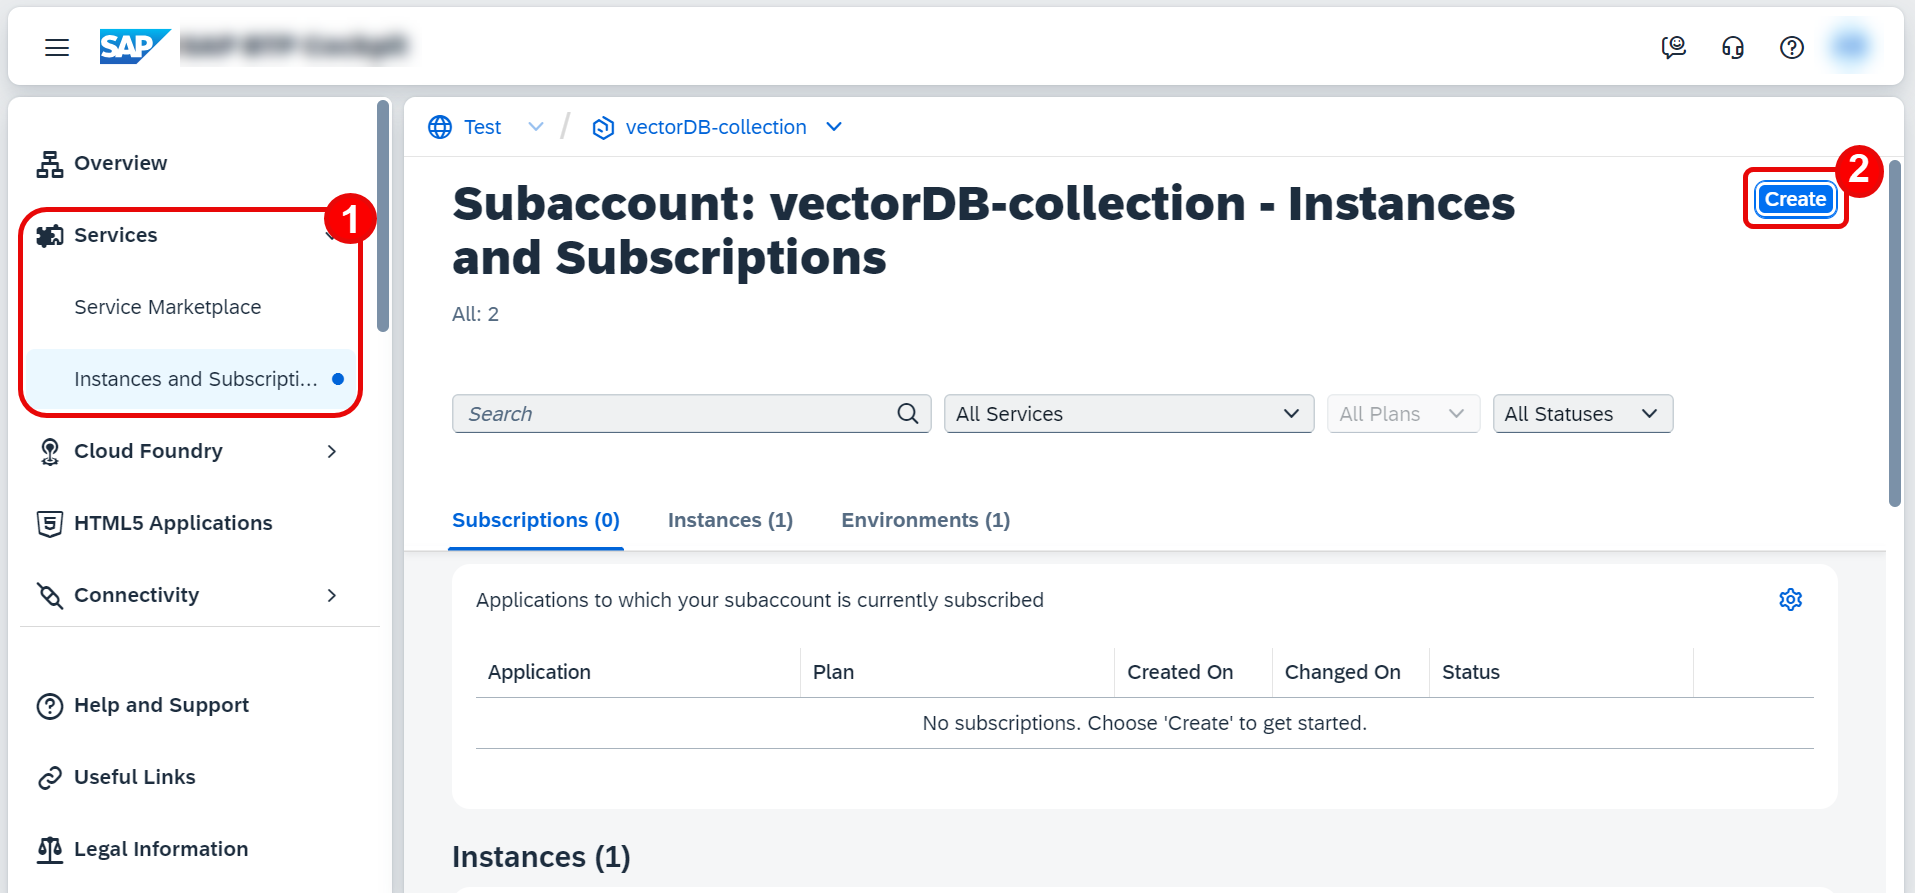 SAP
Test / vectorDB-collection
Overview
1
Services
Service Marketplace
Instances and Subscripti...
Cloud Foundry
HTML5 Applications
Connectivity
Help and Support
Useful Links
Legal Information
Subaccount: vectorDB-collection - Instances
and Subscriptions
2
Create
All: 2
Search
All Services
All Plans
All Statuses
Subscriptions (0)
Instances (1)
Environments (1)
Applications to which your subaccount is currently subscribed
Application Plan Created On Changed On Status
No subscriptions. Choose 'Create' to get started.
Instances (1)